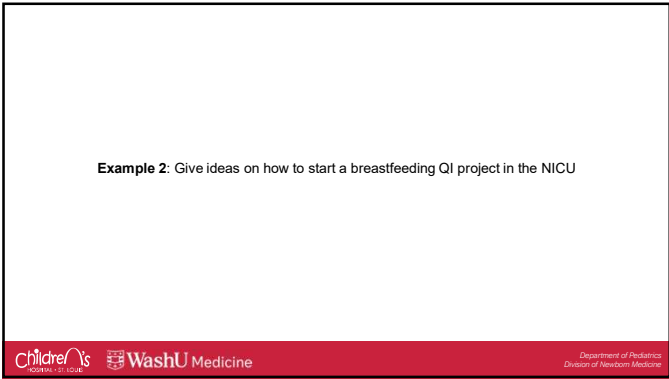 Example 2: Give ideas on how to start a breastfeeding QI project in the NICU
Children's
HOSPITAL • ST. LOUIS
WashU Medicine
Department of Pediatrics
Division of Newborn Medicine